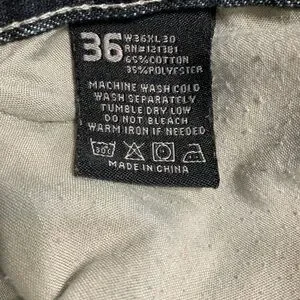 36
W36XL30
RN#121381
65%COTTON
35%POLYESTER
MACHINE WASH COLD
WASH SEPARATELY
TUMBLE DRY LOW
DO NOT BLEACH
WARM IRON IF NEEDED
30C
MADE IN CHINA